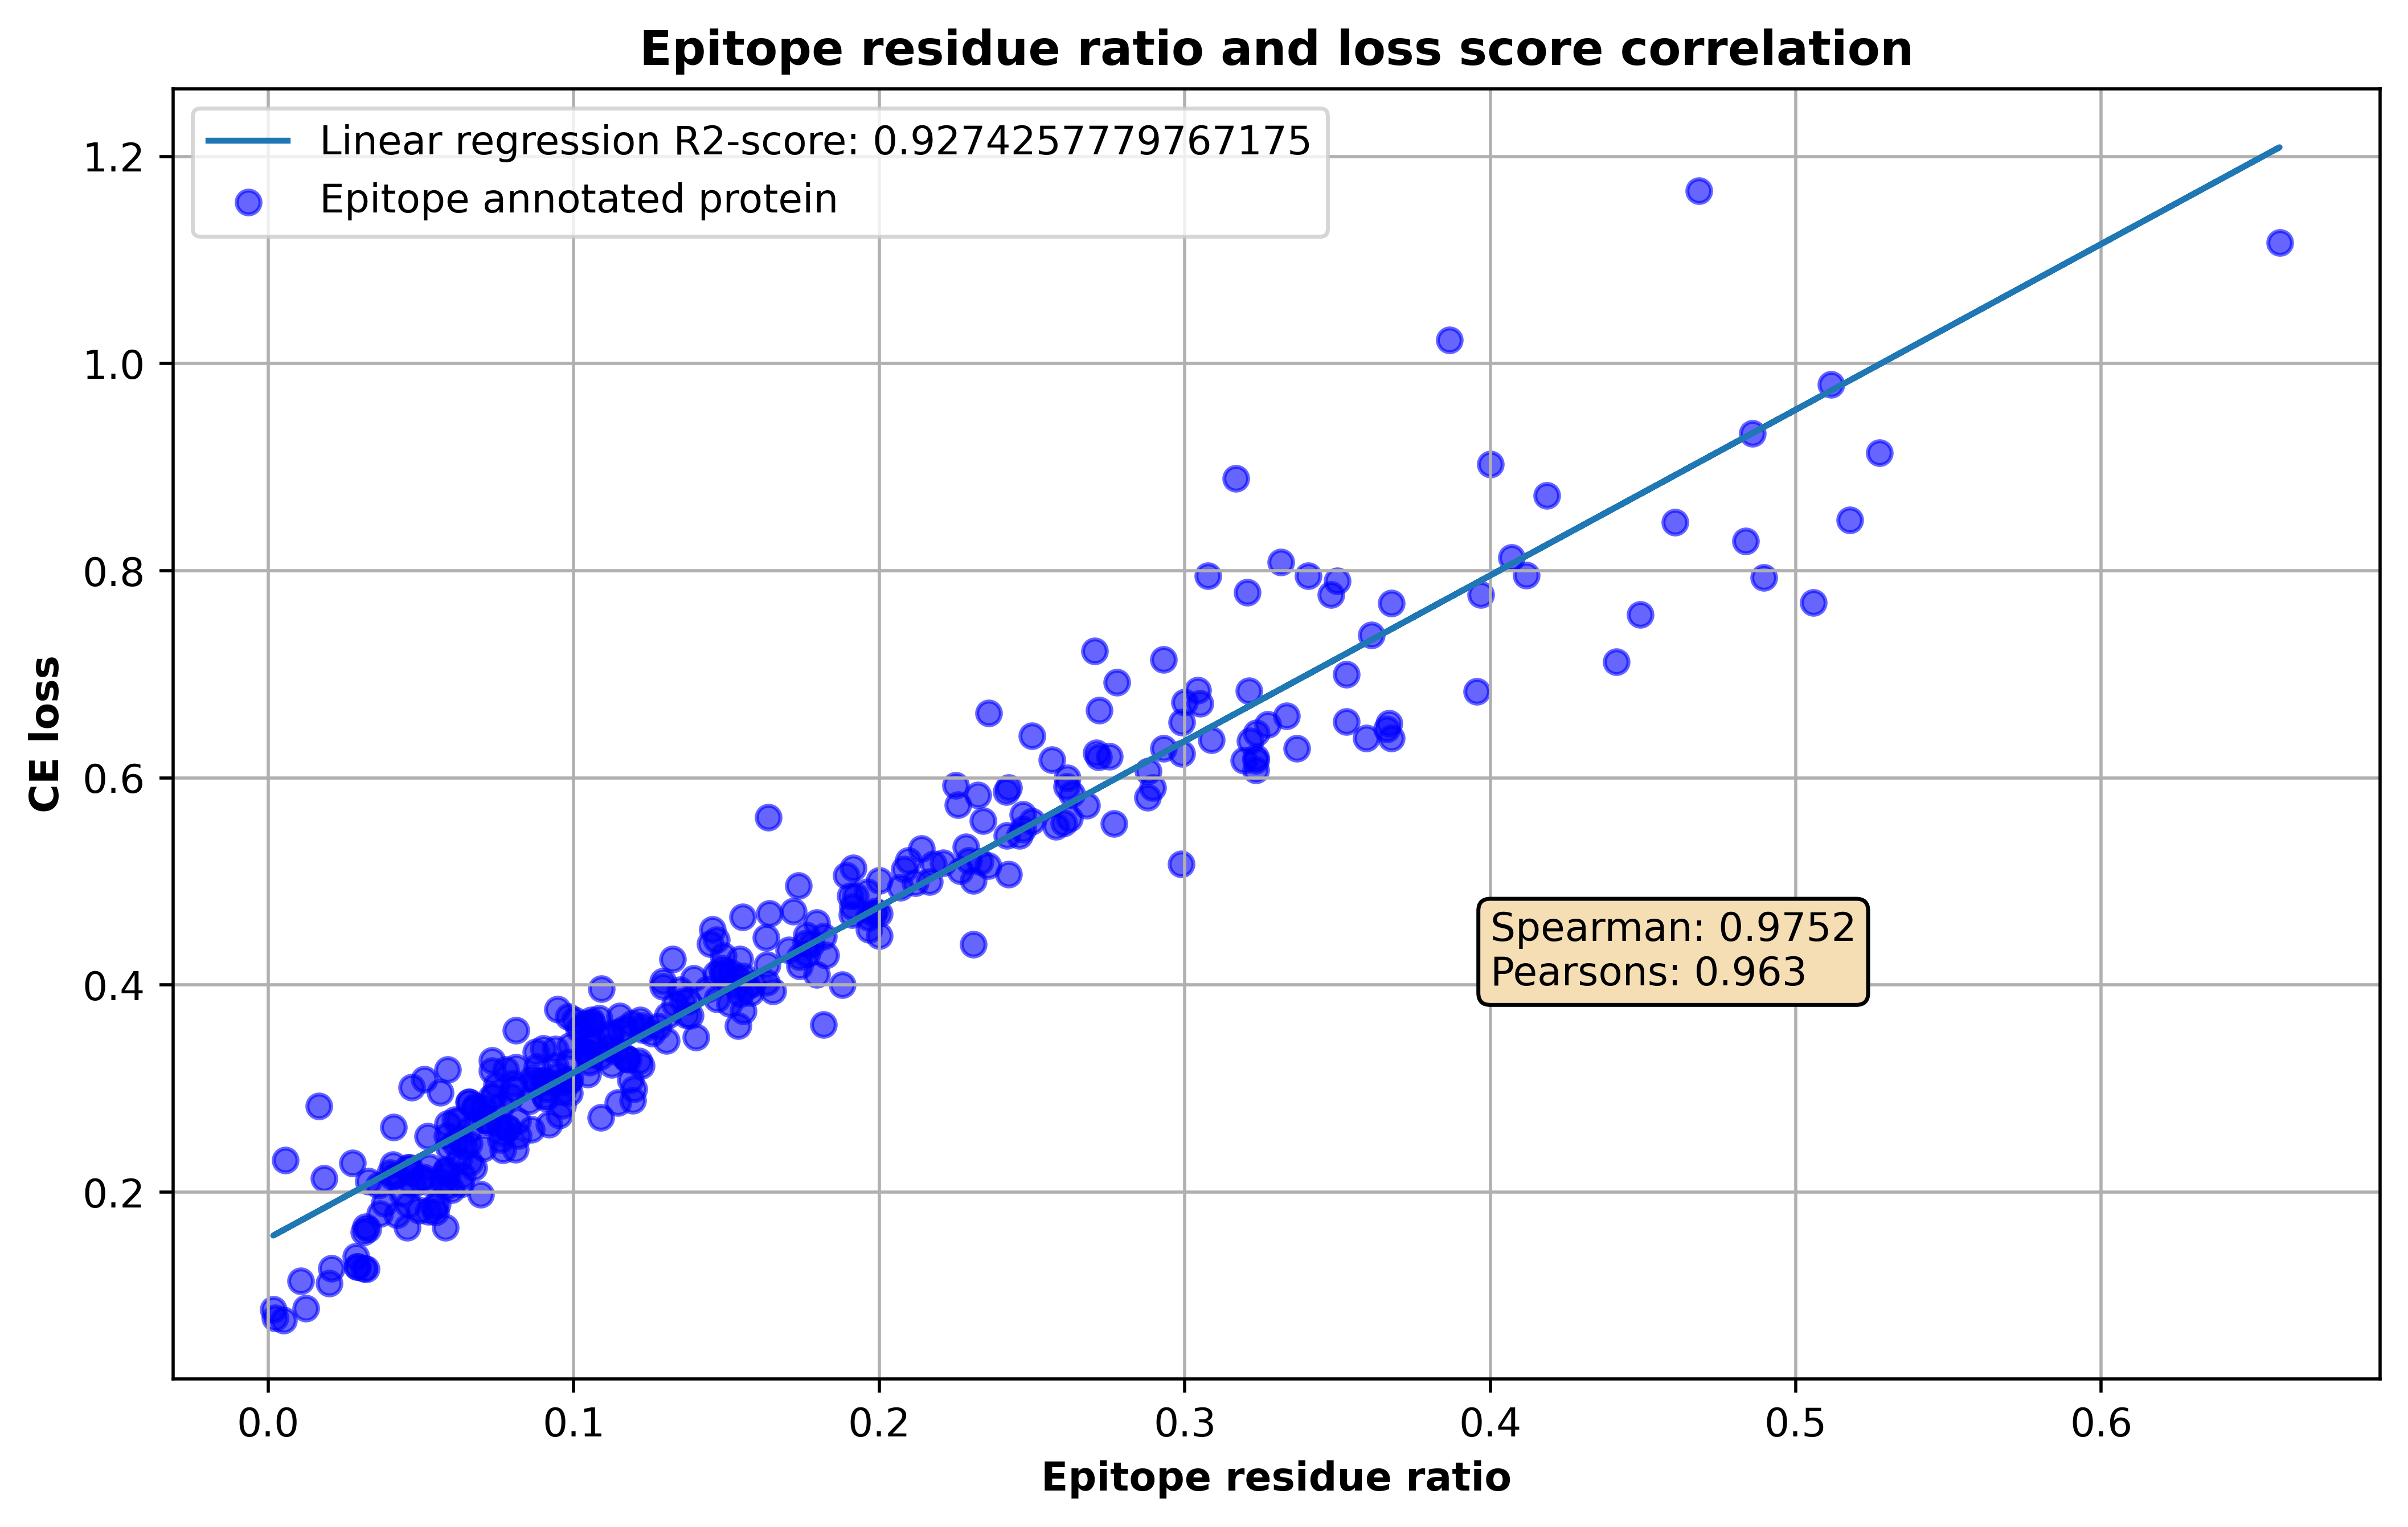 Epitope residue ratio and loss score correlation
Linear regression R2-score: 0.9274257779767175
Epitope annotated protein
1.2
1.0
0.8
0.6
0.4
0.2
CE loss
Spearman: 0.9752
Pearsons: 0.963
0.0 0.1 0.2 0.3 0.4 0.5 0.6
Epitope residue ratio